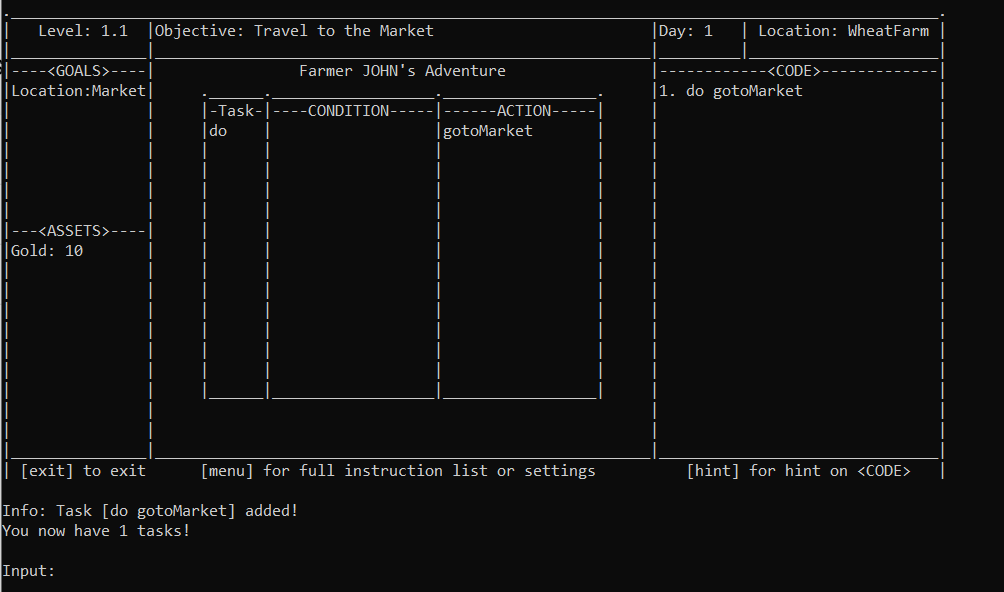 Level: 1.1 Objective: Travel to the Market Day: 1 Location: WheatFarm
----<GOALS>---- Farmer JOHN's Adventure ------------<CODE>-------------
Location:Market 1. do gotoMarket
-Task- ----CONDITION----- ------ACTION-----
do gotoMarket
---<ASSETS>----
Gold: 10
[exit] to exit [menu] for full instruction list or settings [hint] for hint on <CODE>
Info: Task [do gotoMarket] added!
You now have 1 tasks!
Input: